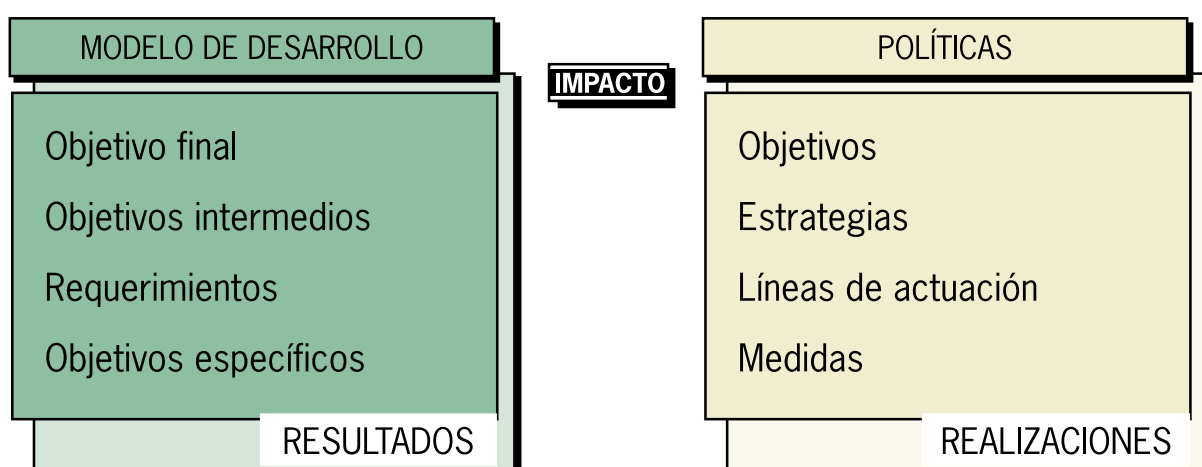 MODELO DE DESARROLLO
Objetivo final
Objetivos intermedios
Requerimientos
Objetivos específicos
RESULTADOS
IMPACTO
POLÍTICAS
Objetivos
Estrategias
Líneas de actuación
Medidas
REALIZACIONES